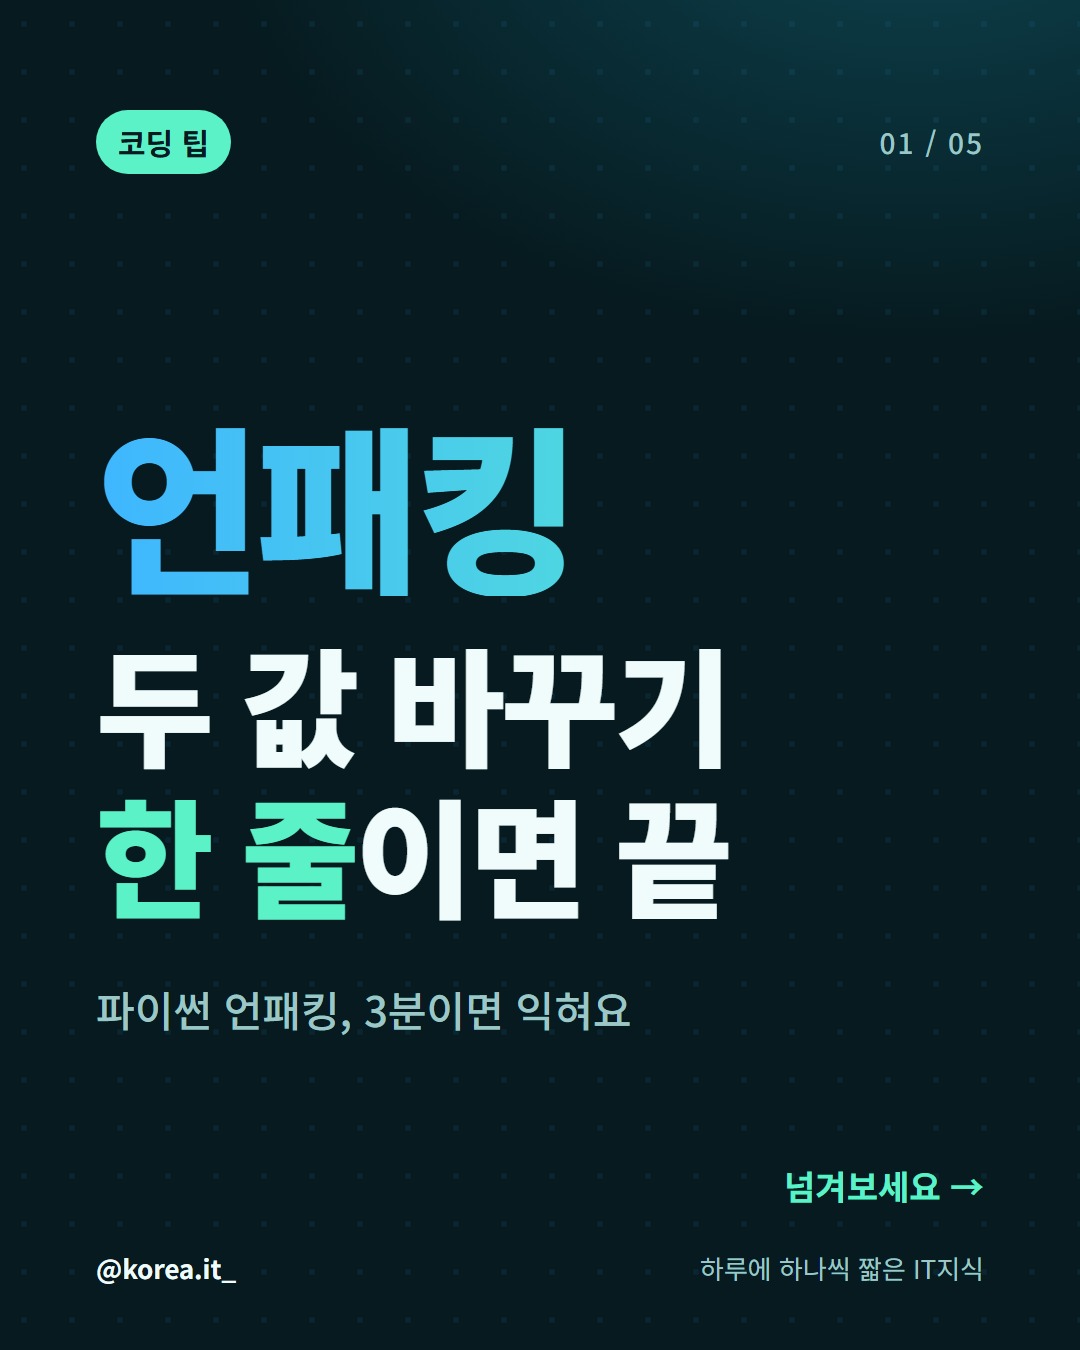 코딩 팁
01 / 05
언패킹
두 값 바꾸기
한 줄이면 끝
파이썬 언패킹, 3분이면 익혀요
넘겨보세요 →
@korea.it_
하루에 하나씩 짧은 IT지식